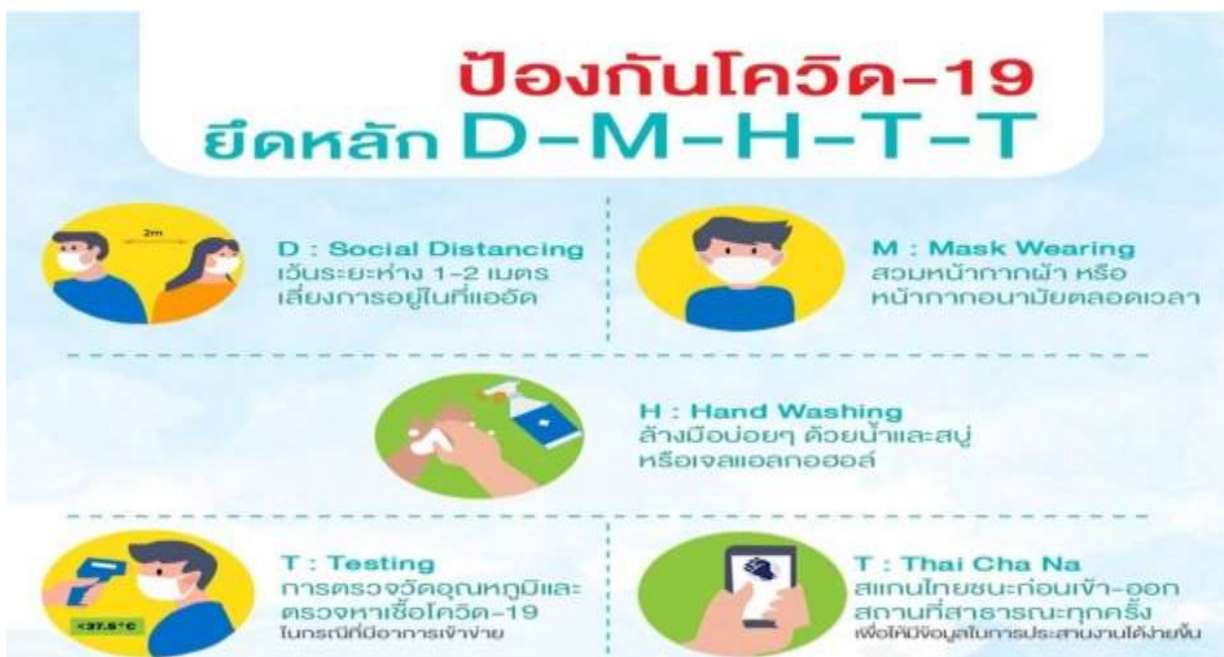 ป้องกันโควิด-19
ยึดหลัก D-M-H-T-T
2m
D : Social Distancing
เว้นระยะห่าง 1-2 เมตร
เลี่ยงการอยู่ในที่แออัด
M : Mask Wearing
สวมหน้ากากผ้า หรือ
หน้ากากอนามัยตลอดเวลา
H : Hand Washing
ล้างมือบ่อยๆ ด้วยน้ำและสบู่
หรือเจลแอลกอฮอล์
<37.5°C
T : Testing
การตรวจวัดอุณหภูมิและ
ตรวจหาเชื้อโควิด-19
ในกรณีที่มีอาการเข้าข่าย
T : Thai Cha Na
สแกนไทยชนะก่อนเข้า-ออก
สถานที่สาธารณะทุกครั้ง
เพื่อให้มีข้อมูลในการประสานงานได้ง่ายขึ้น